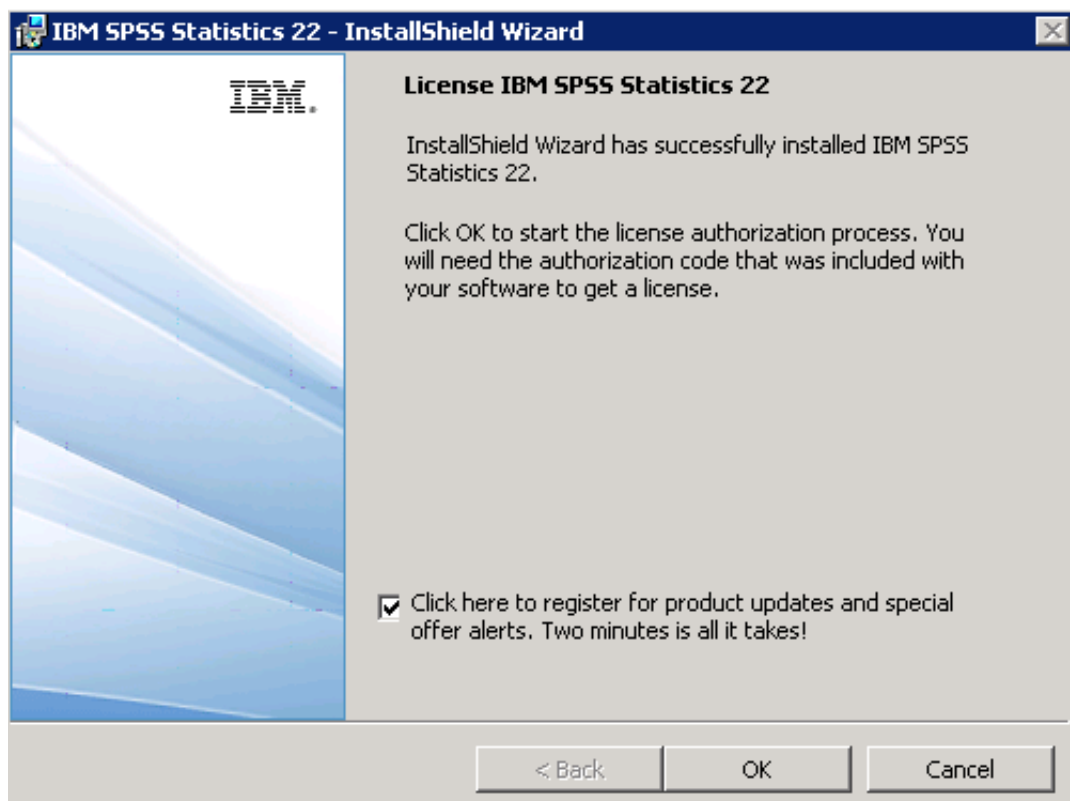 IBM SPSS Statistics 22 - InstallShield Wizard
IBM.
License IBM SPSS Statistics 22
InstallShield Wizard has successfully installed IBM SPSS
Statistics 22.
Click OK to start the license authorization process. You
will need the authorization code that was included with
your software to get a license.
Click here to register for product updates and special
offer alerts. Two minutes is all it takes!
< Back
OK
Cancel